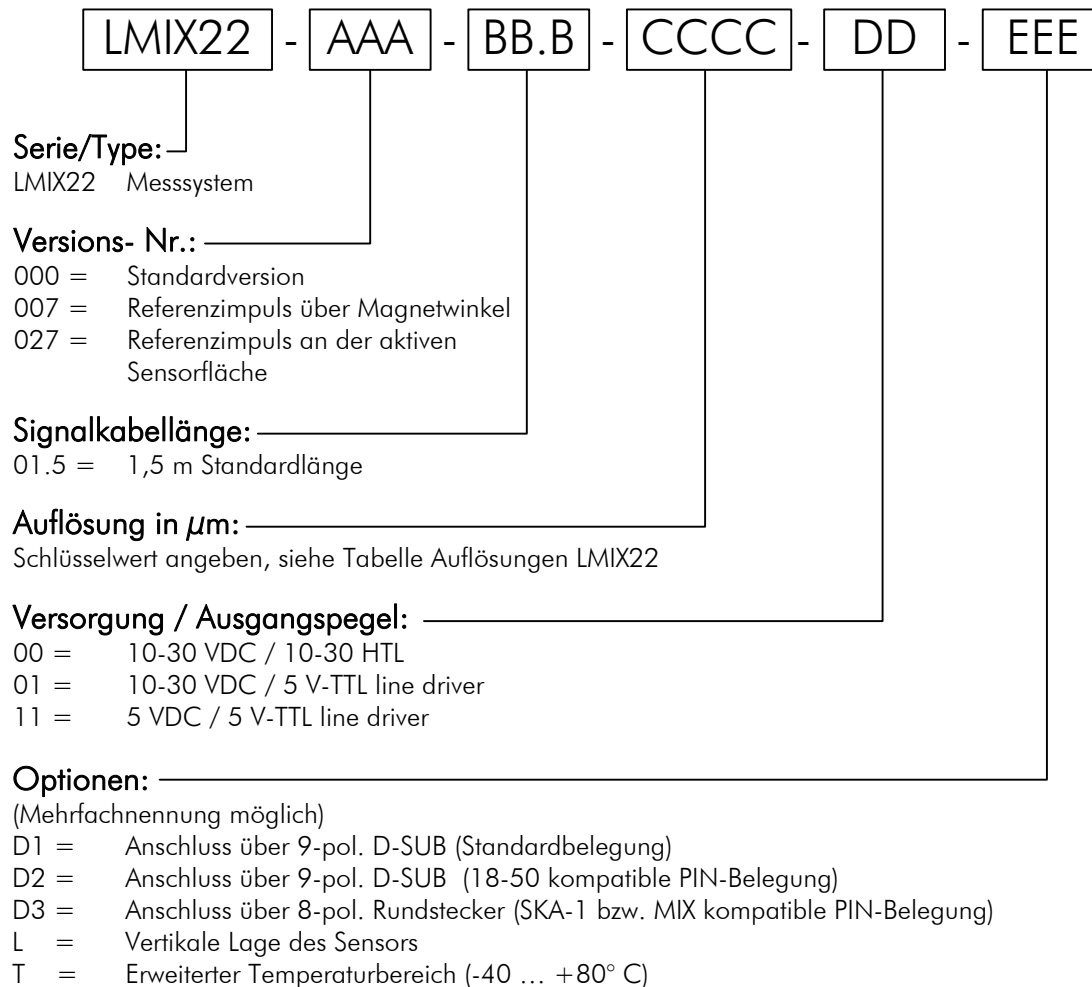 LMIX22 - AAA - BB.B - CCCC - DD - EEE
Serie/Type:
LMIX22 Messsystem
Versions- Nr.:
000 = Standardversion
007 = Referenzimpuls über Magnetwinkel
027 = Referenzimpuls an der aktiven
Sensorfläche
Signalkabellänge:
01.5 = 1,5 m Standardlänge
Auflösung in µm:
Schlüsselwert angeben, siehe Tabelle Auflösungen LMIX22
Versorgung / Ausgangspegel:
00 = 10-30 VDC / 10-30 HTL
01 = 10-30 VDC / 5 V-TTL line driver
11 = 5 VDC / 5 V-TTL line driver
Optionen:
(Mehrfachnennung möglich)
D1 = Anschluss über 9-pol. D-SUB (Standardbelegung)
D2 = Anschluss über 9-pol. D-SUB (18-50 kompatible PIN-Belegung)
D3 = Anschluss über 8-pol. Rundstecker (SKA-1 bzw. MIX kompatible PIN-Belegung)
L = Vertikale Lage des Sensors
T = Erweiterter Temperaturbereich (-40 … +80° C)